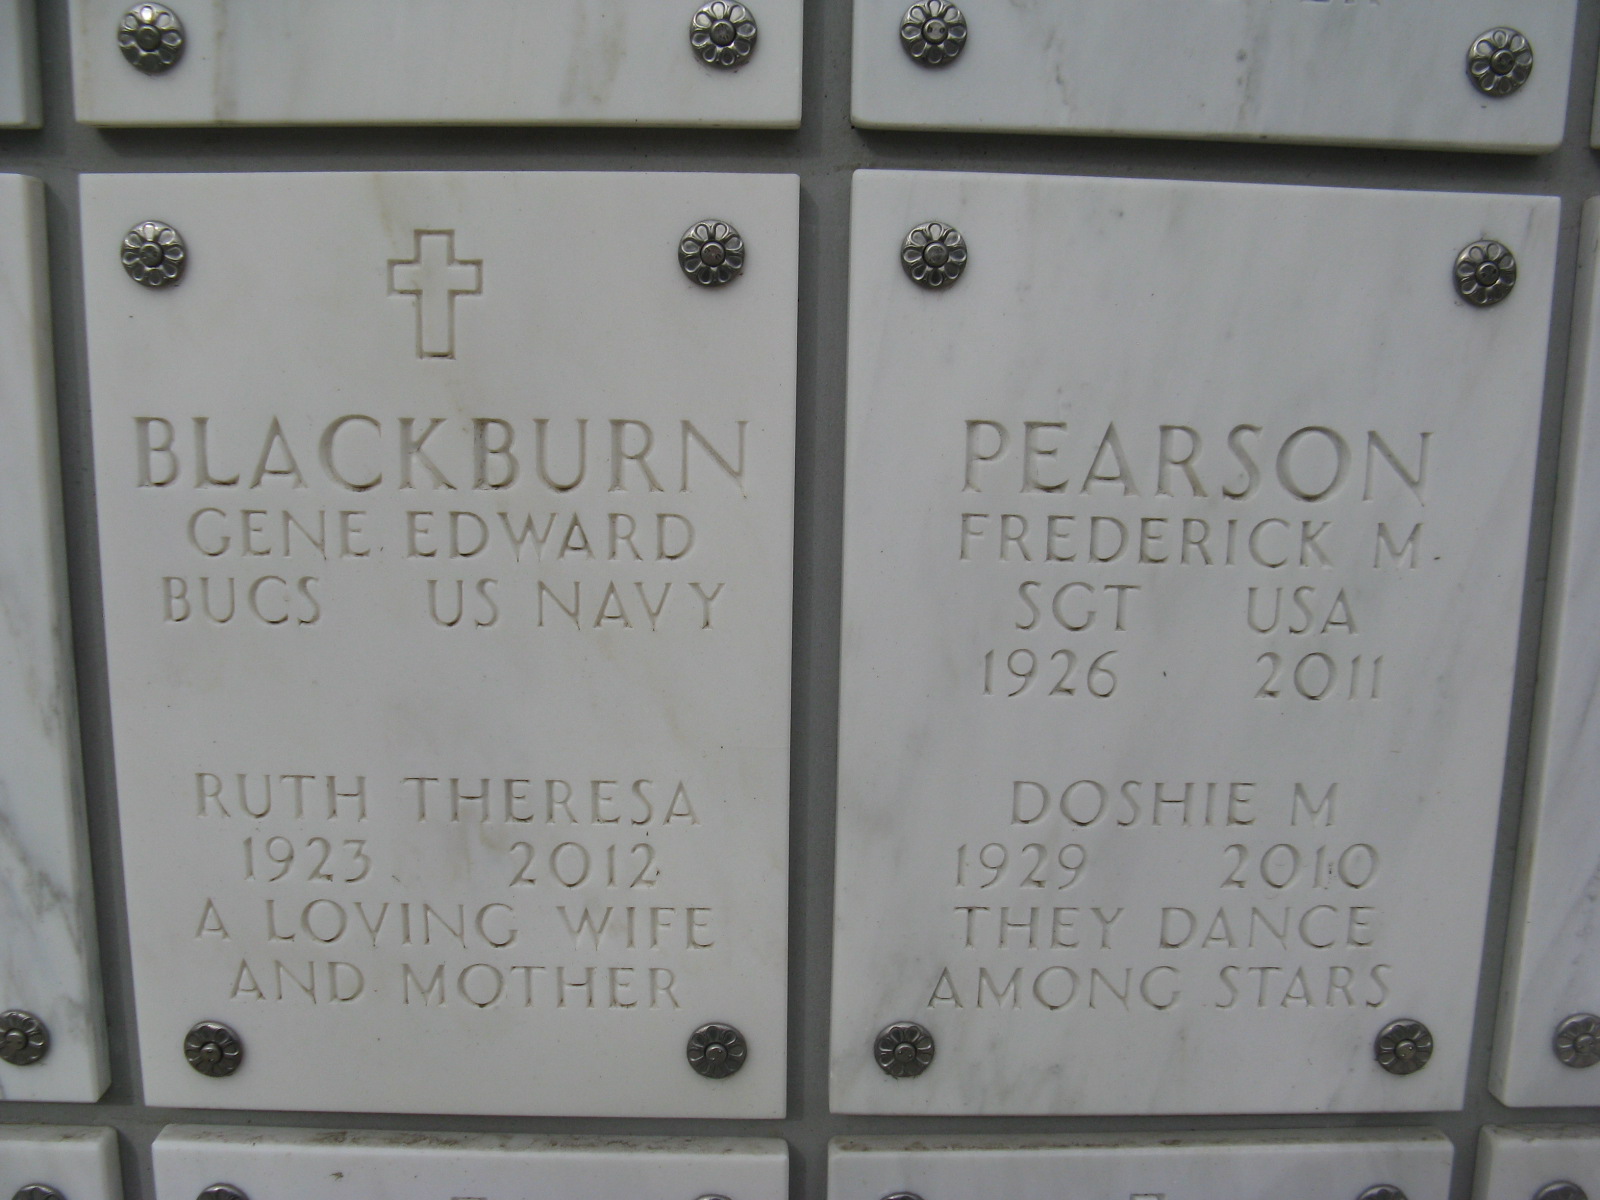 BLACKBURN
GENE EDWARD
BUCS US NAVY
RUTH THERESA
1923 2012
A LOVING WIFE
AND MOTHER
PEARSON
FREDERICK M
SGT USA
1926 2011
DOSHIE M
1929 2010
THEY DANCE
AMONG STARS